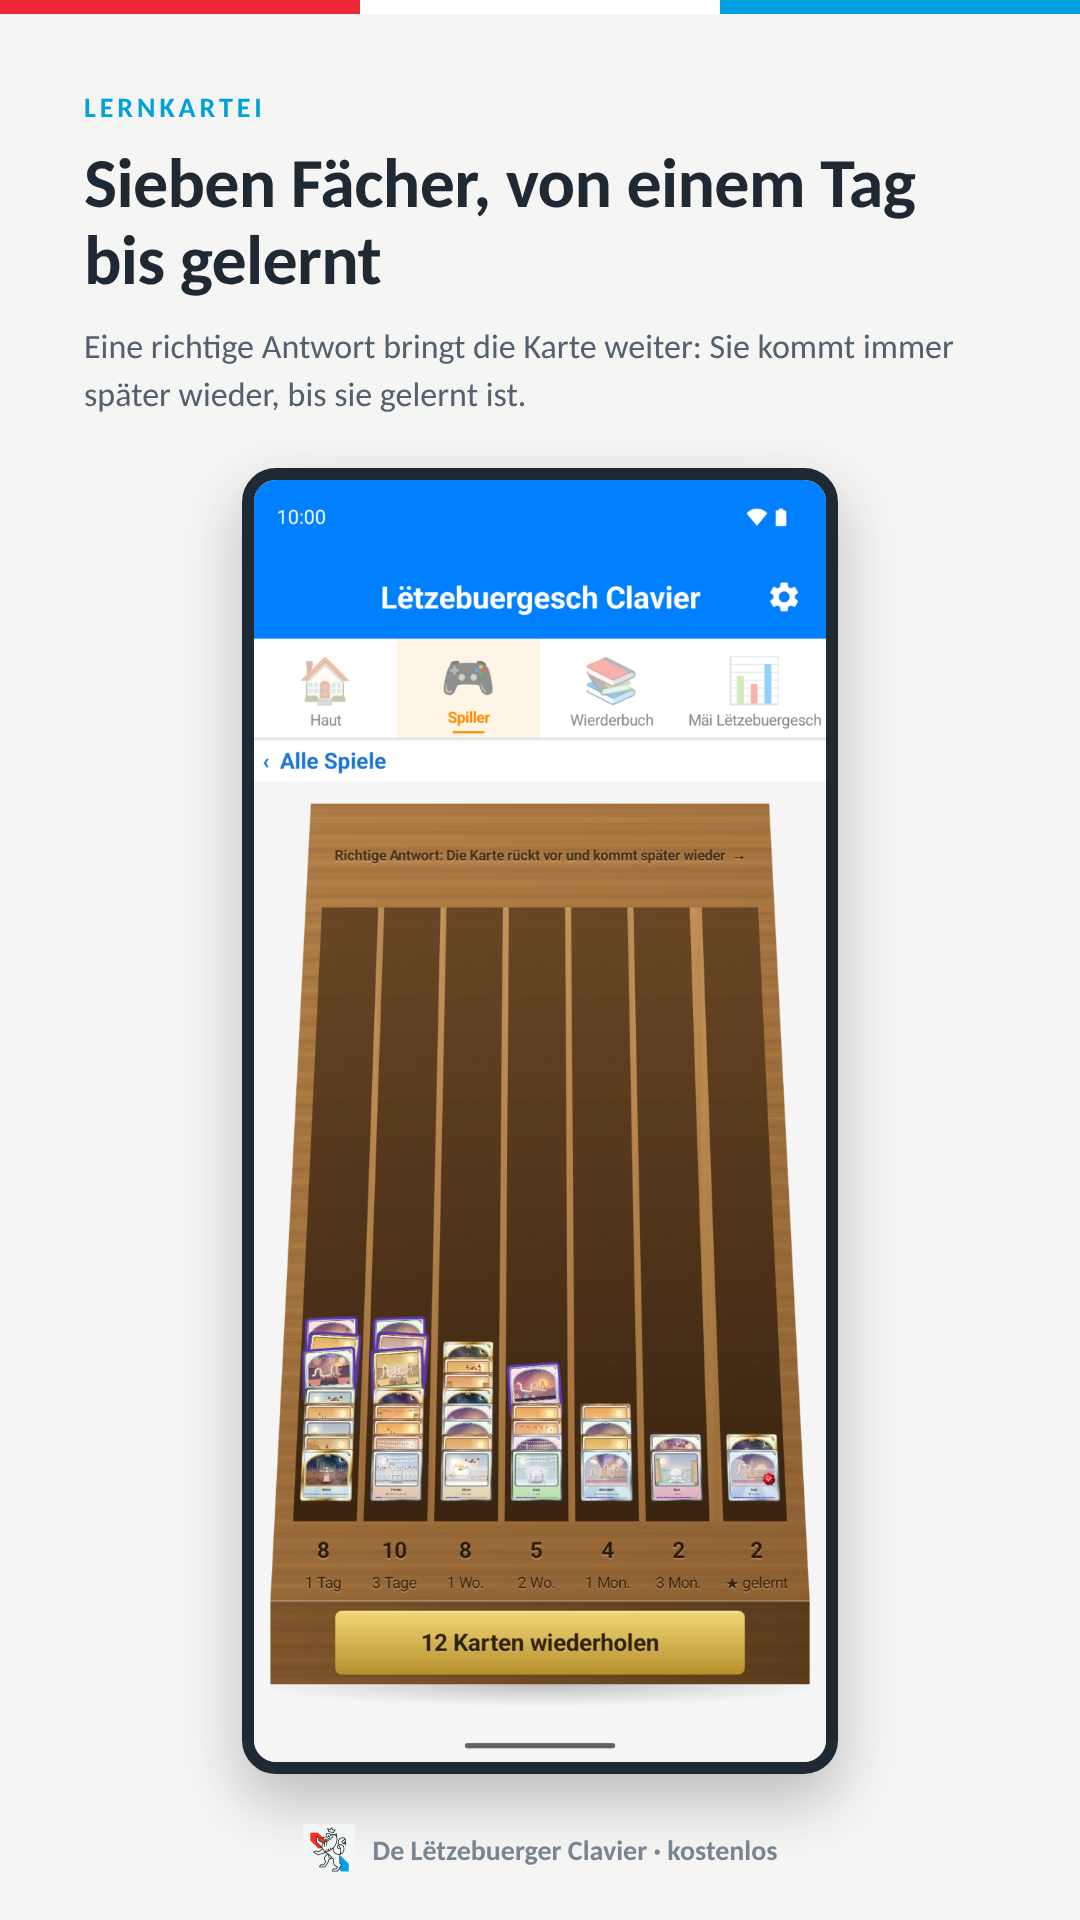 LERNKARTEI
Sieben Fächer, von einem Tag
bis gelernt
Eine richtige Antwort bringt die Karte weiter: Sie kommt immer
später wieder, bis sie gelernt ist.
10:00
Lëtzebuergesch Clavier
Haut
Spiller
Wierderbuch
Mäi Lëtzebuergesch
‹ Alle Spiele
Richtige Antwort: Die Karte rückt vor und kommt später wieder →
8 10 8 5 4 2 2
1 Tag 3 Tage 1 Wo. 2 Wo. 1 Mon. 3 Mon. ★ gelernt
12 Karten wiederholen
De Lëtzebuerger Clavier · kostenlos